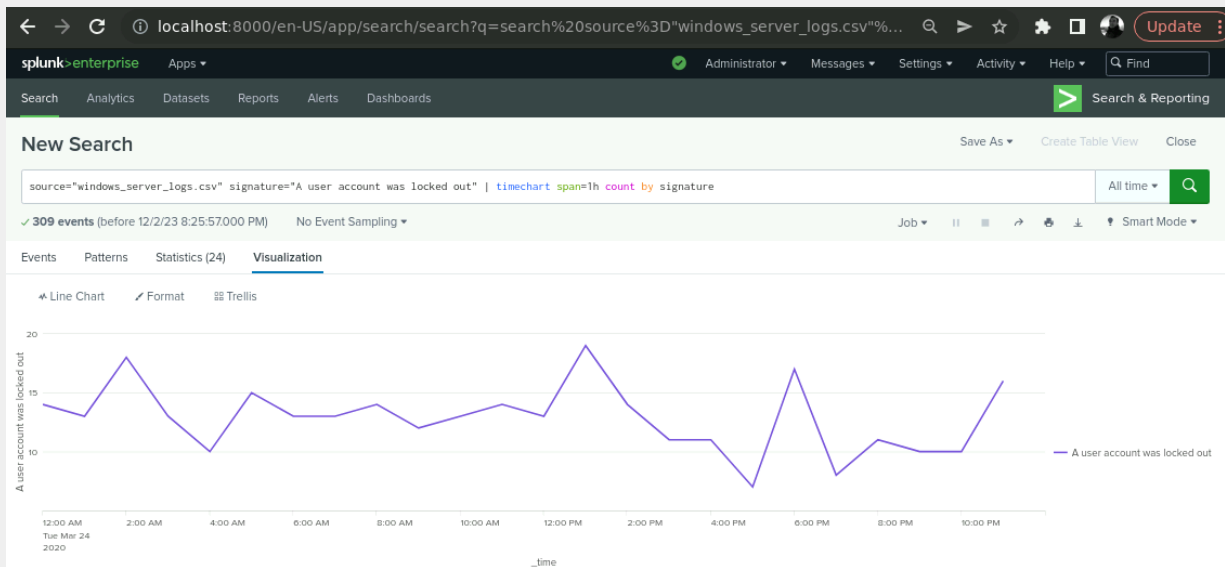 localhost:8000/en-US/app/search/search?q=search%20source%3D"windows_server_logs.csv"%...
Update
splunk>enterprise Apps
Administrator Messages Settings Activity Help Find
Search Analytics Datasets Reports Alerts Dashboards
Search & Reporting
New Search
Save As Create Table View Close
source="windows_server_logs.csv" signature="A user account was locked out" | timechart span=1h count by signature
All time
309 events (before 12/2/23 8:25:57.000 PM) No Event Sampling
Job Smart Mode
Events Patterns Statistics (24) Visualization
Line Chart Format Trellis
20
15
10
A user account was locked out
A user account was locked out
12:00 AM 2:00 AM 4:00 AM 6:00 AM 8:00 AM 10:00 AM 12:00 PM 2:00 PM 4:00 PM 6:00 PM 8:00 PM 10:00 PM
Tue Mar 24
2020
_time